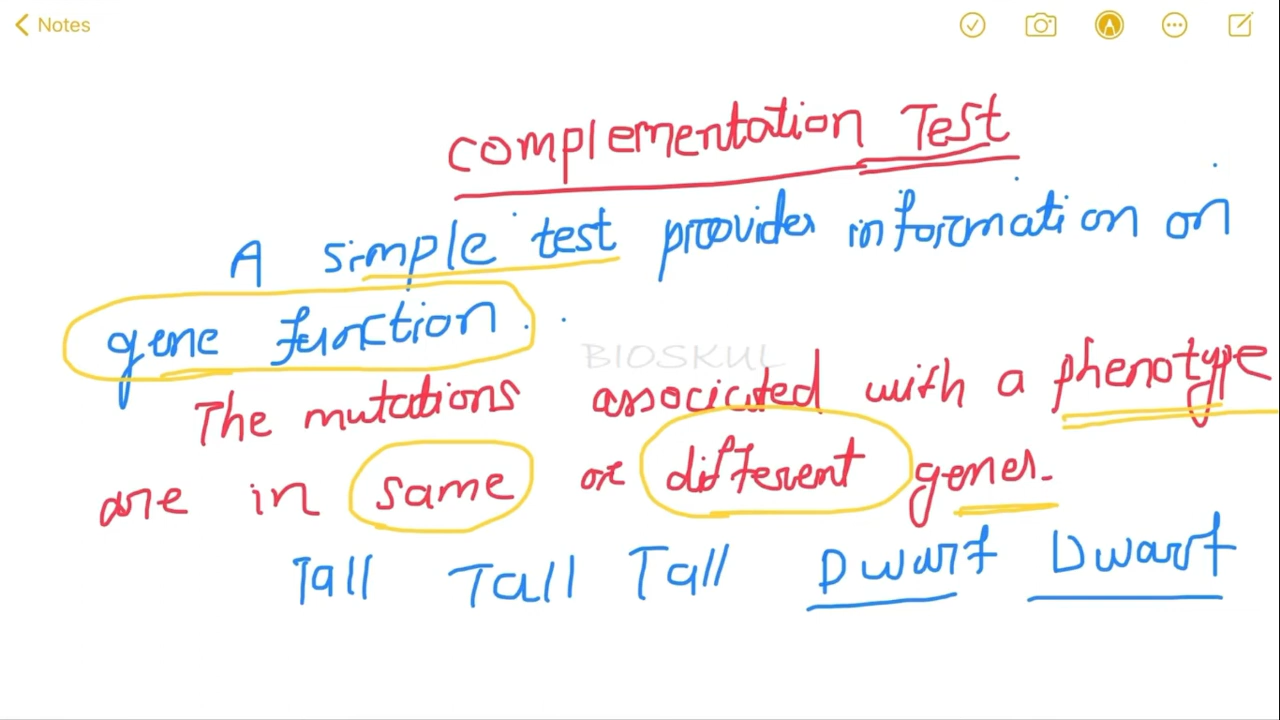 Notes
Complementation Test
A simple test provides information on
gene function.
BIOSKUL
The mutations associated with a phenotype
are in same or different genes.
Tall Tall Tall Dwarf Dwarf